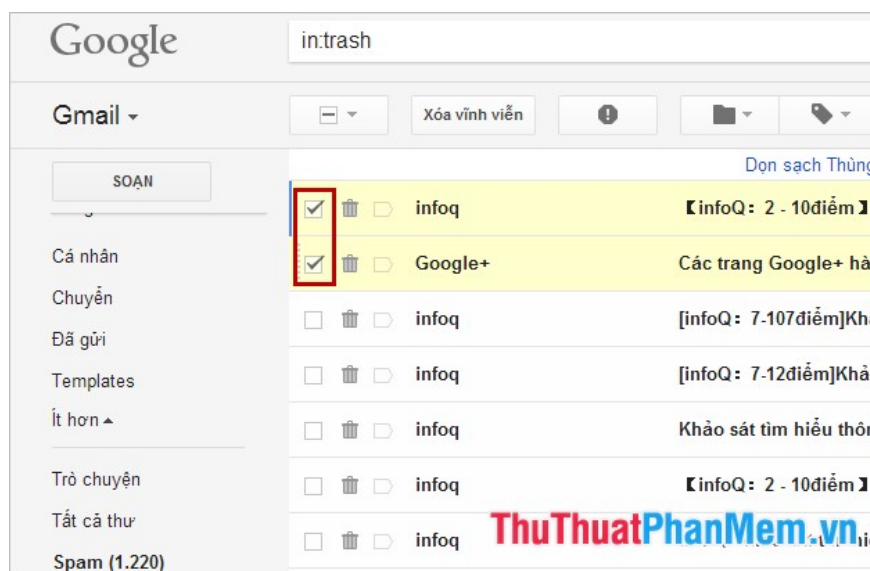 Google
in:trash
Gmail
Xóa vĩnh viễn
SOẠN
Dọn sạch Thùng
infoq 【infoQ: 2 - 10điểm】
Cá nhân
Google+ Các trang Google+ hà
Chuyển
infoq [infoQ: 7-107điểm]Khả
Đã gửi
Templates
infoq [infoQ: 7-12điểm]Khả
Ít hơn
infoq Khảo sát tìm hiểu thôn
Trò chuyện
infoq 【infoQ: 2 - 10điểm】
Tất cả thư
infoq
ThuThuatPhanMem.vn
Spam (1.220)